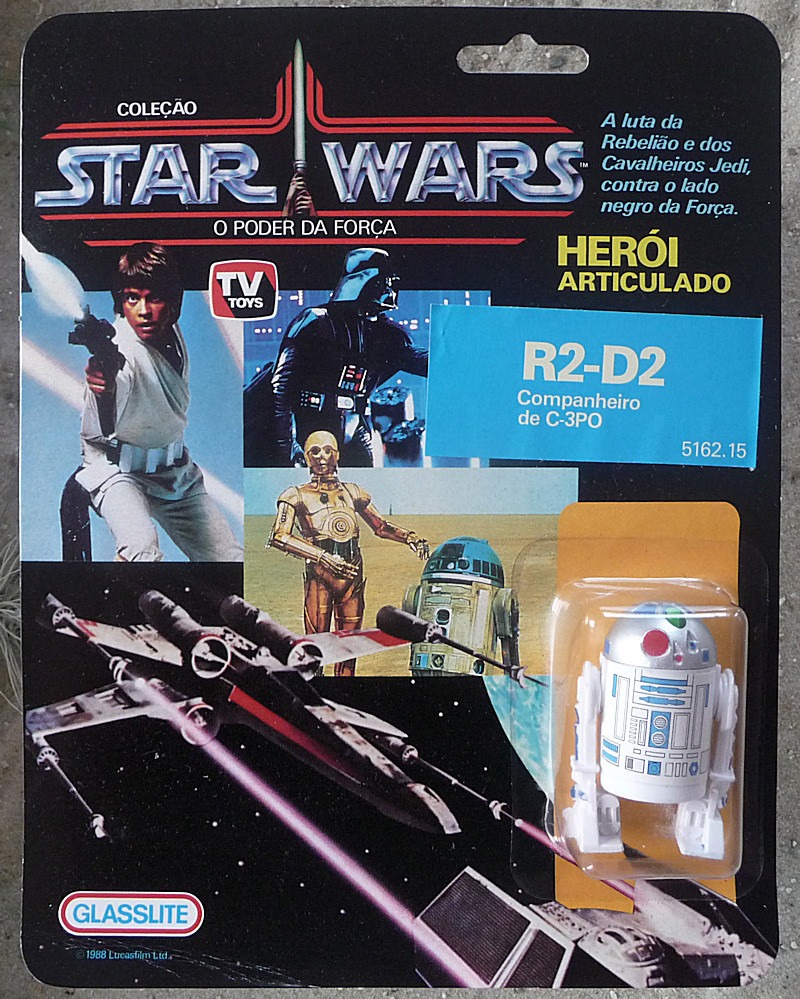 COLEÇÃO
STAR WARS™
O PODER DA FORÇA
A luta da
Rebelião e dos
Cavalheiros Jedi,
contra o lado
negro da Força.
HERÓI
ARTICULADO
TV
TOYS
R2-D2
Companheiro
de C-3PO
5162.15
GLASSLITE
©1988 Lucasfilm Ltd.